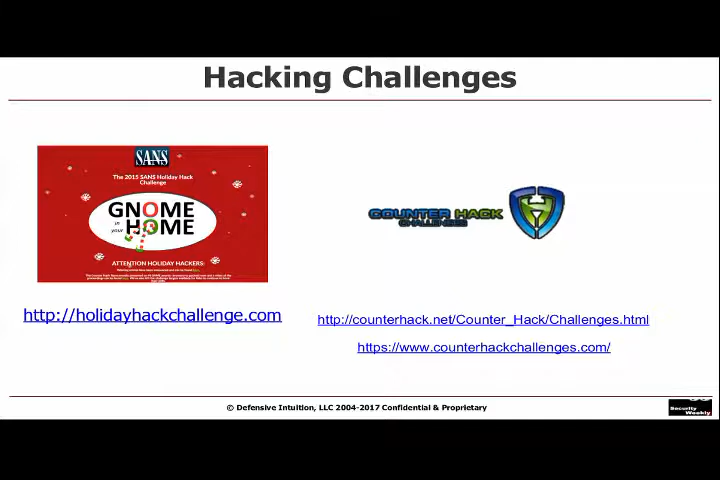 Hacking Challenges
SANS
The 2015 SANS Holiday Hack
Challenge
GNOME
in your HOME
ATTENTION HOLIDAY HACKERS:
COUNTER HACK
CHALLENGES
http://holidayhackchallenge.com
http://counterhack.net/Counter_Hack/Challenges.html
https://www.counterhackchallenges.com/
© Defensive Intuition, LLC 2004-2017 Confidential & Proprietary
Security
Weekly